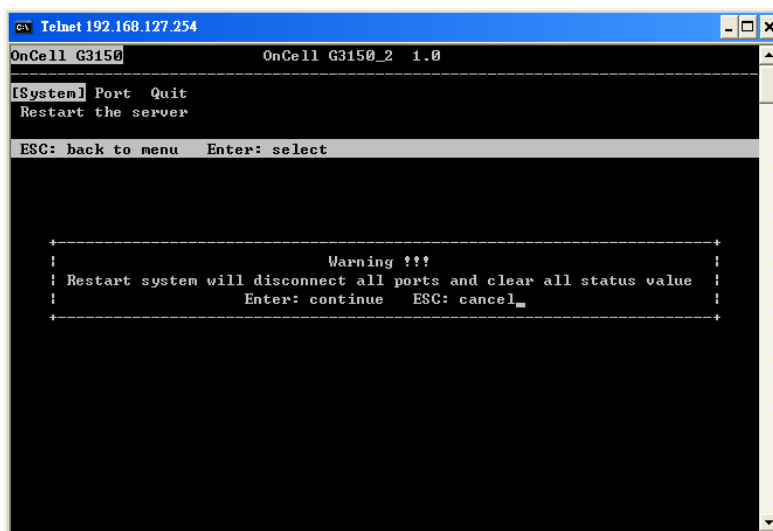 Telnet 192.168.127.254
OnCell G3150 OnCell G3150_2 1.0
[System] Port Quit
Restart the server
ESC: back to menu Enter: select
Warning !!!
Restart system will disconnect all ports and clear all status value
Enter: continue ESC: cancel_